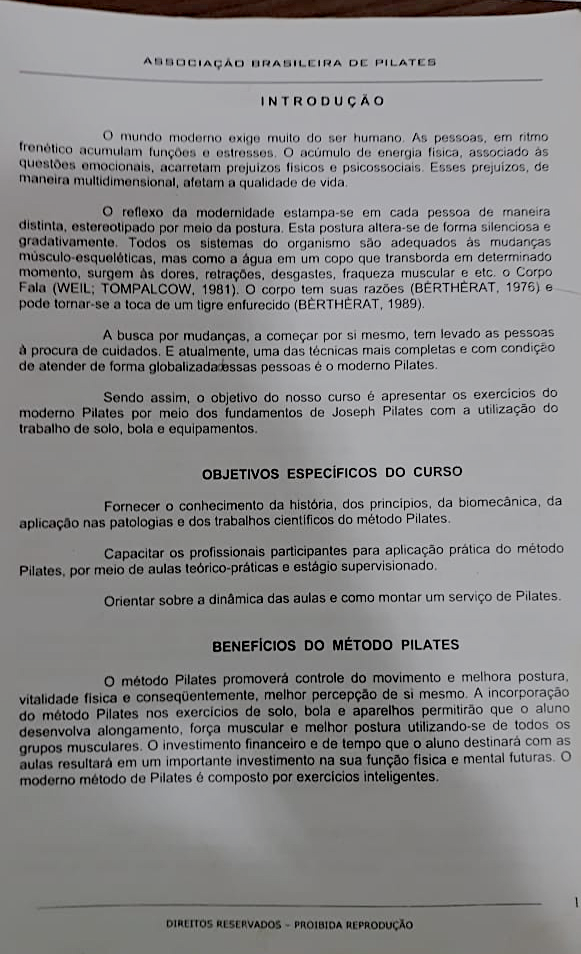 ASSOCIAÇÃO BRASILEIRA DE PILATES
INTRODUÇÃO
O mundo moderno exige muito do ser humano. As pessoas, em ritmo
frenético acumulam funções e estresses. O acúmulo de energia física, associado às
questões emocionais, acarretam prejuízos físicos e psicossociais. Esses prejuízos, de
maneira multidimensional, afetam a qualidade de vida.
O reflexo da modernidade estampa-se em cada pessoa de maneira
distinta, estereotipado por meio da postura. Esta postura altera-se de forma silenciosa e
gradativamente. Todos os sistemas do organismo são adequados às mudanças
músculo-esqueléticas, mas como a água em um copo que transborda em determinado
momento, surgem às dores, retrações, desgastes, fraqueza muscular e etc. o Corpo
Fala (WEIL; TOMPALCOW, 1981). O corpo tem suas razões (BÈRTHÈRAT, 1976) e
pode tornar-se a toca de um tigre enfurecido (BÈRTHÈRAT, 1989).
A busca por mudanças, a começar por si mesmo, tem levado as pessoas
à procura de cuidados. E atualmente, uma das técnicas mais completas e com condição
de atender de forma globalizada essas pessoas é o moderno Pilates.
Sendo assim, o objetivo do nosso curso é apresentar os exercícios do
moderno Pilates por meio dos fundamentos de Joseph Pilates com a utilização do
trabalho de solo, bola e equipamentos.
OBJETIVOS ESPECÍFICOS DO CURSO
Fornecer o conhecimento da história, dos princípios, da biomecânica, da
aplicação nas patologias e dos trabalhos científicos do método Pilates.
Capacitar os profissionais participantes para aplicação prática do método
Pilates, por meio de aulas teórico-práticas e estágio supervisionado.
Orientar sobre a dinâmica das aulas e como montar um serviço de Pilates.
BENEFÍCIOS DO MÉTODO PILATES
O método Pilates promoverá controle do movimento e melhora postura,
vitalidade física e conseqüentemente, melhor percepção de si mesmo. A incorporação
do método Pilates nos exercícios de solo, bola e aparelhos permitirão que o aluno
desenvolva alongamento, força muscular e melhor postura utilizando-se de todos os
grupos musculares. O investimento financeiro e de tempo que o aluno destinará com as
aulas resultará em um importante investimento na sua função física e mental futuras. O
moderno método de Pilates é composto por exercícios inteligentes.
1
DIREITOS RESERVADOS – PROIBIDA REPRODUÇÃO